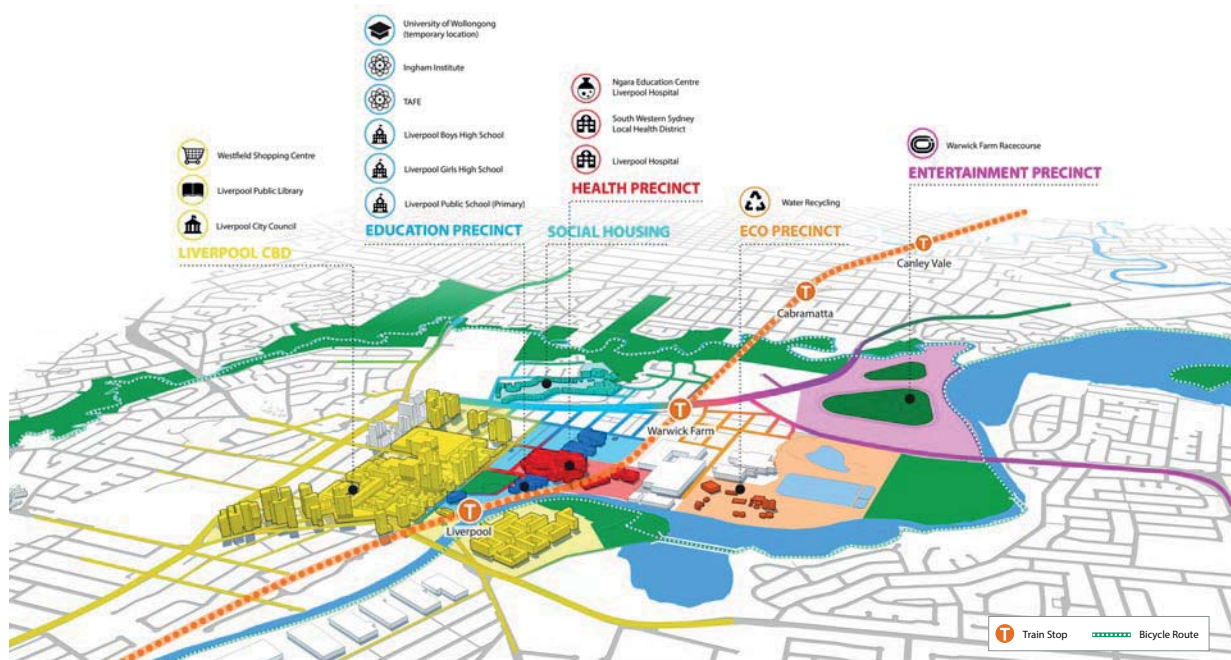 University of Wollongong
(temporary location)
Ingham Institute
TAFE
Liverpool Boys High School
Liverpool Girls High School
Liverpool Public School (Primary)
EDUCATION PRECINCT
Westfield Shopping Centre
Liverpool Public Library
Liverpool City Council
LIVERPOOL CBD
Ngara Education Centre
Liverpool Hospital
South Western Sydney
Local Health District
Liverpool Hospital
HEALTH PRECINCT
SOCIAL HOUSING
Water Recycling
ECO PRECINCT
Warwick Farm Racecourse
ENTERTAINMENT PRECINCT
T
Canley Vale
T
Cabramatta
T
Warwick Farm
T
Liverpool
T Train Stop
Bicycle Route